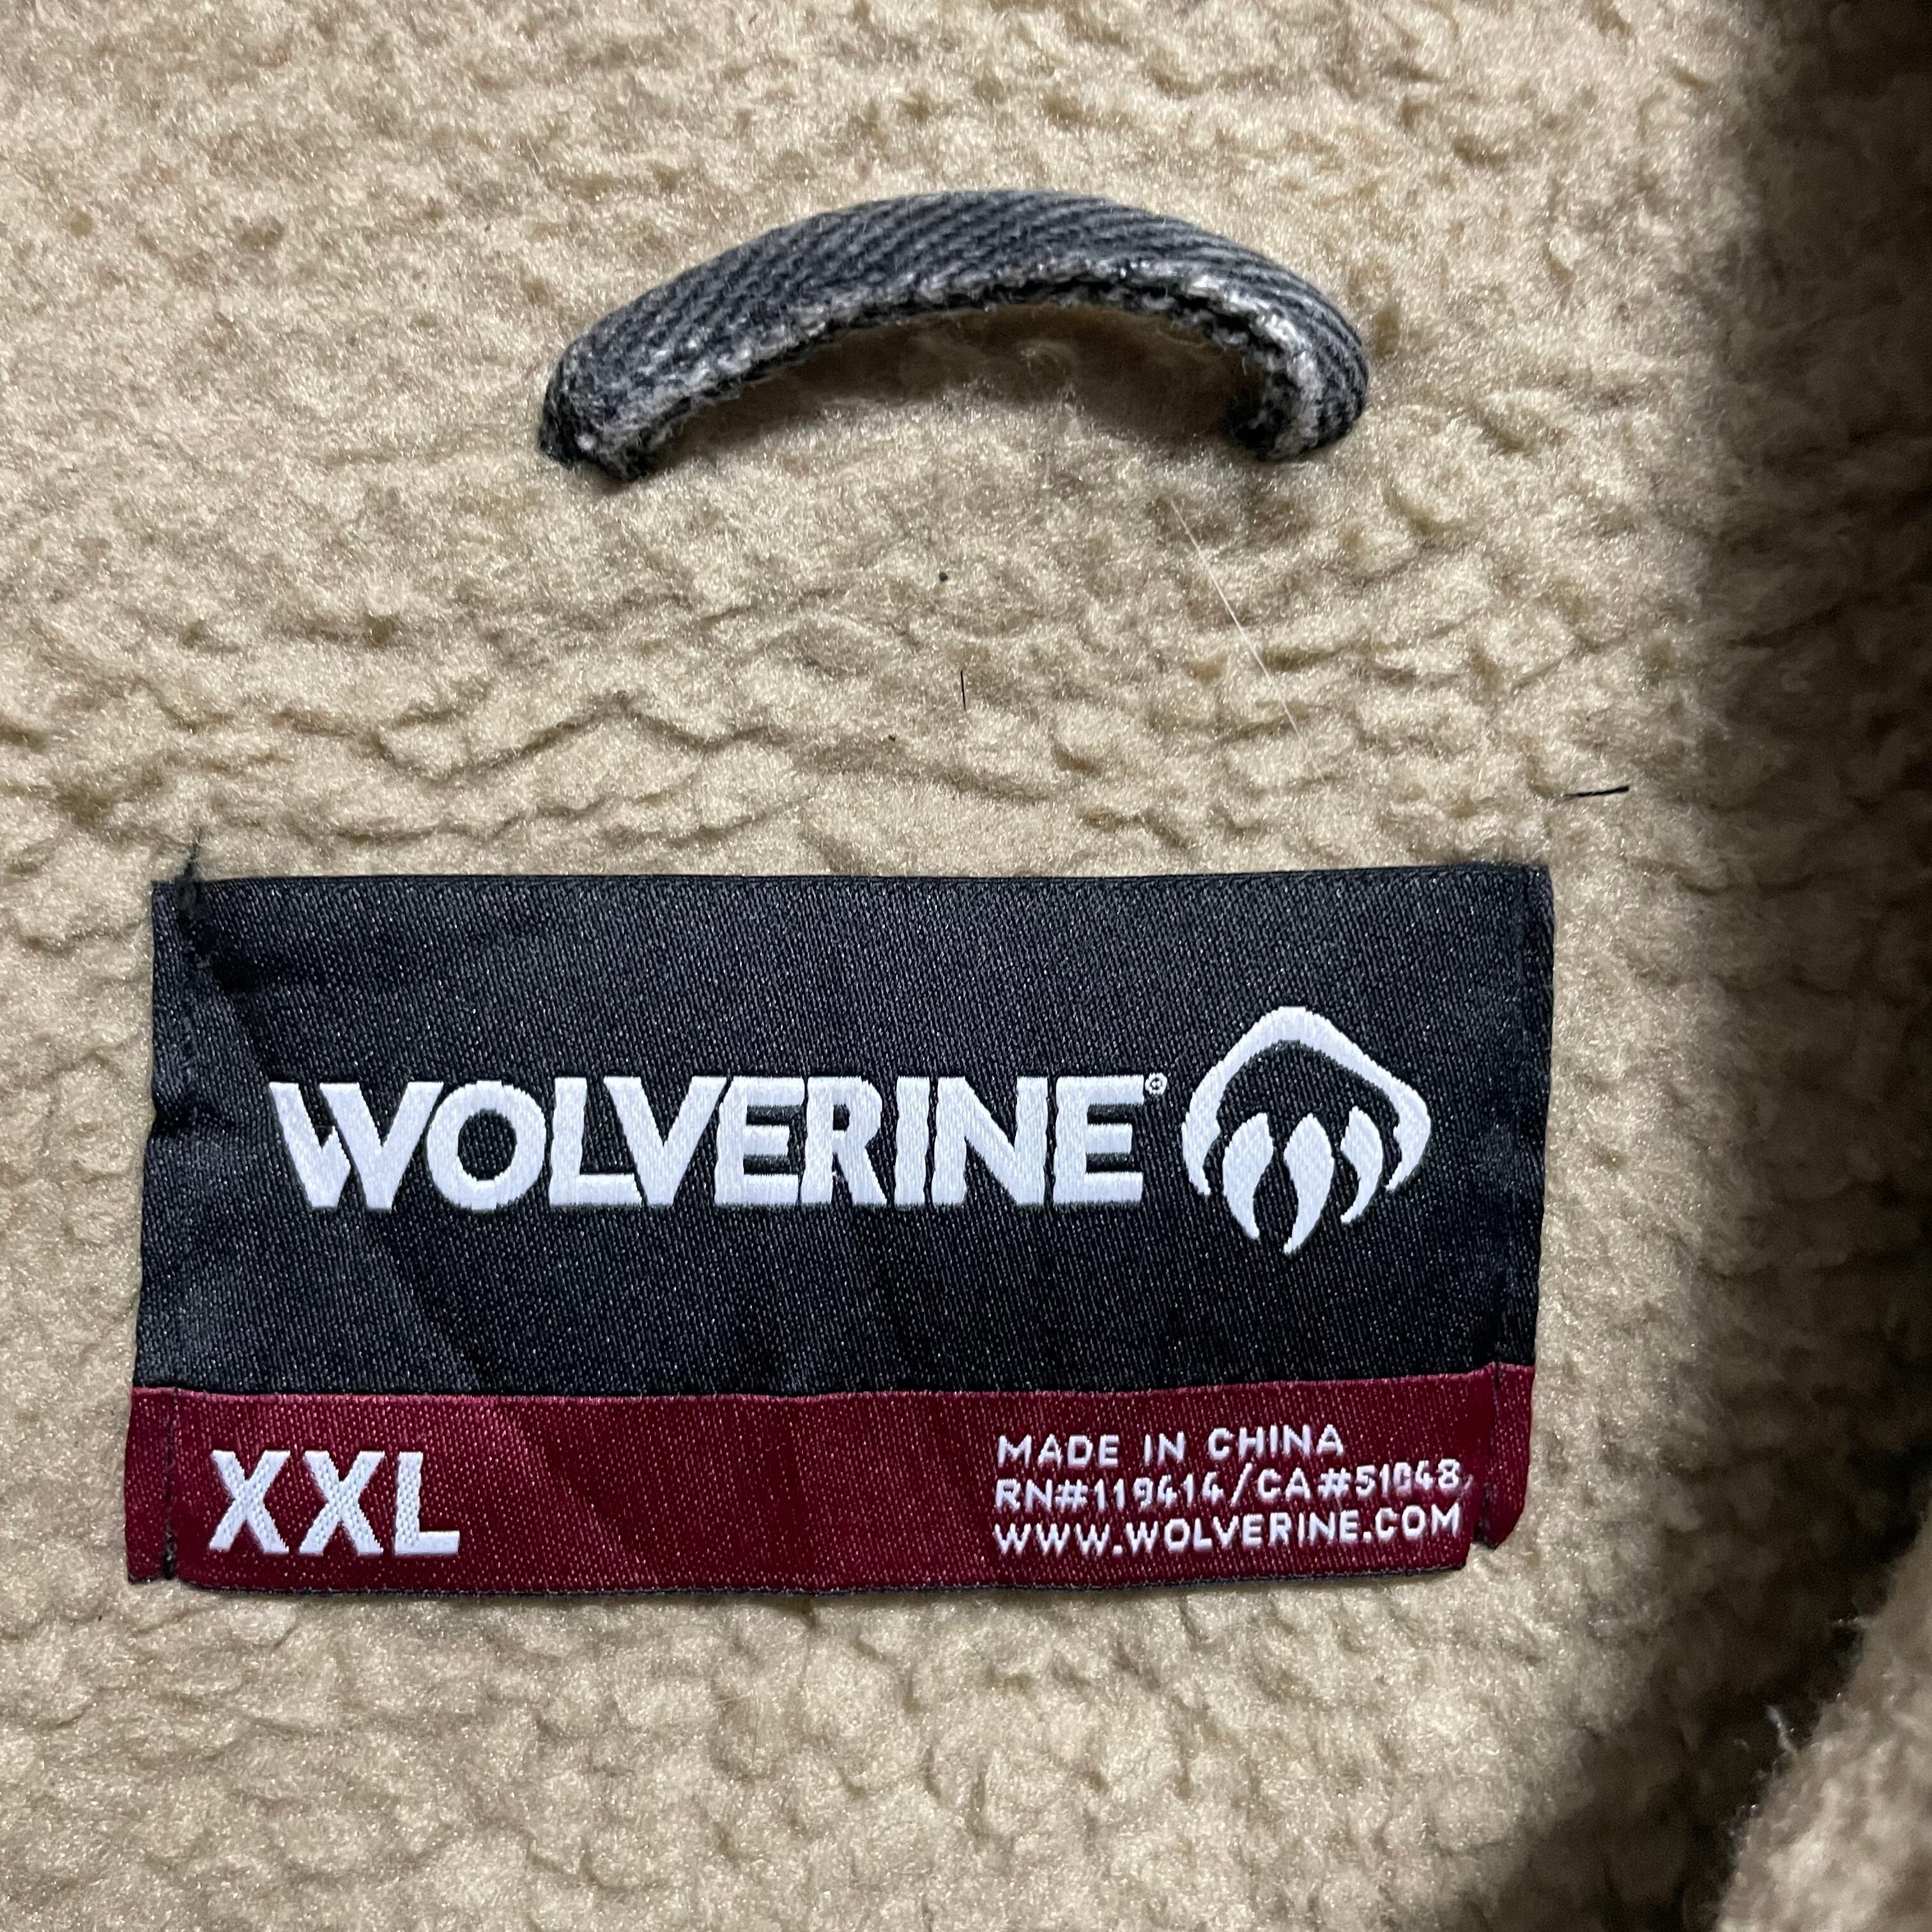 WOLVERINE®
XXL
MADE IN CHINA
RN#119414/CA#51048
WWW.WOLVERINE.COM